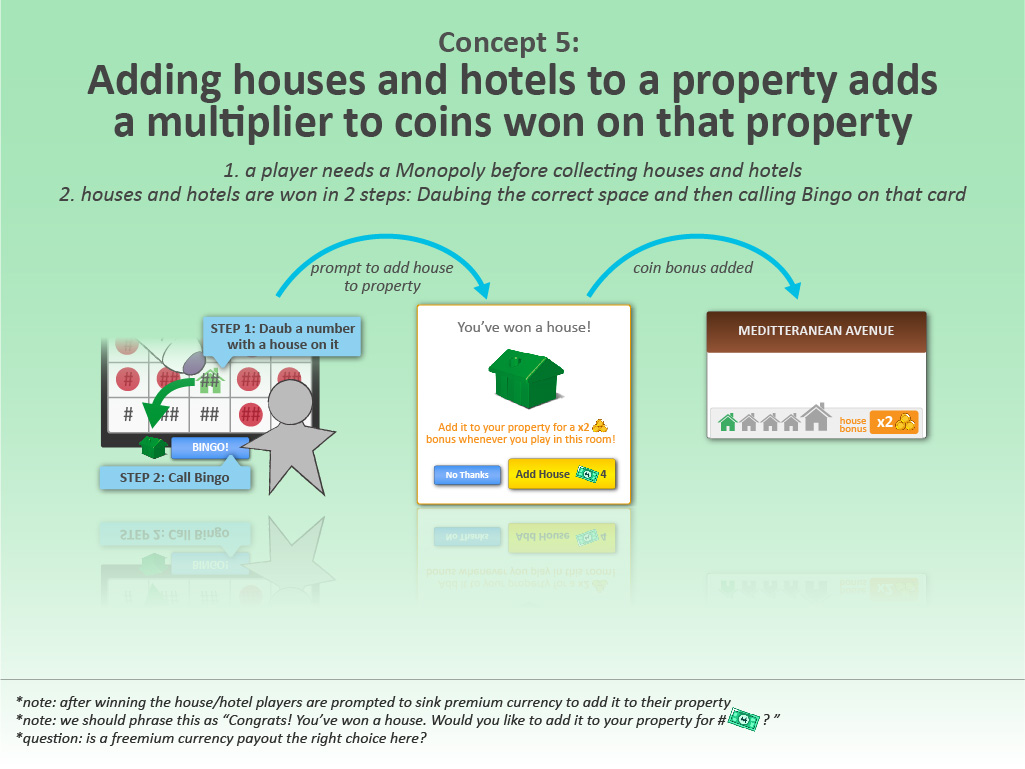 Concept 5:
Adding houses and hotels to a property adds
a multiplier to coins won on that property
1. a player needs a Monopoly before collecting houses and hotels
2. houses and hotels are won in 2 steps: Daubing the correct space and then calling Bingo on that card
prompt to add house
to property
coin bonus added
STEP 1: Daub a number
with a house on it
# ## ## ## ##
# ## ## ##
BINGO!
STEP 2: Call Bingo
You've won a house!
Add it to your property for a x2
bonus whenever you play in this room!
No Thanks
Add House 4
MEDITTERANEAN AVENUE
house
bonus
x2
*note: after winning the house/hotel players are prompted to sink premium currency to add it to their property
*note: we should phrase this as “Congrats! You’ve won a house. Would you like to add it to your property for # ? ”
*question: is a freemium currency payout the right choice here?